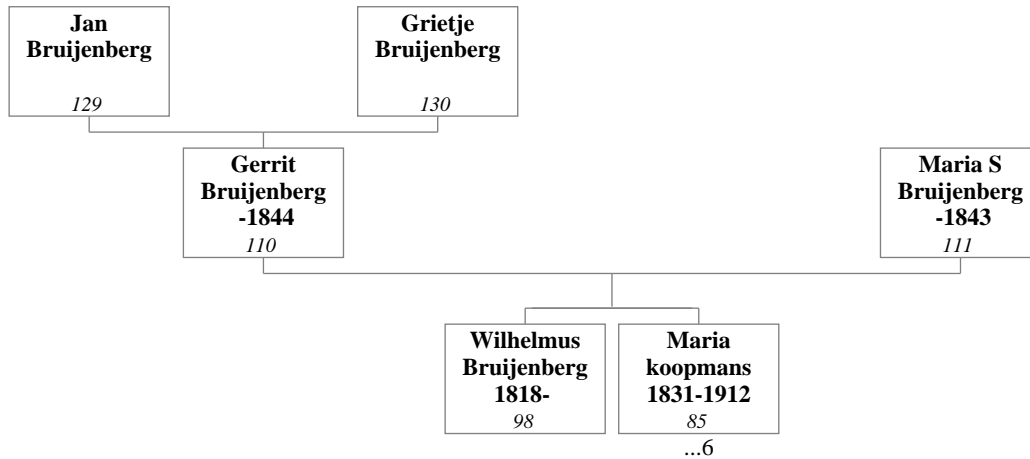 Jan
Bruijenberg
129
Grietje
Bruijenberg
130
Gerrit
Bruijenberg
-1844
110
Maria S
Bruijenberg
-1843
111
Wilhelmus
Bruijenberg
1818-
98
Maria
koopmans
1831-1912
85
...6